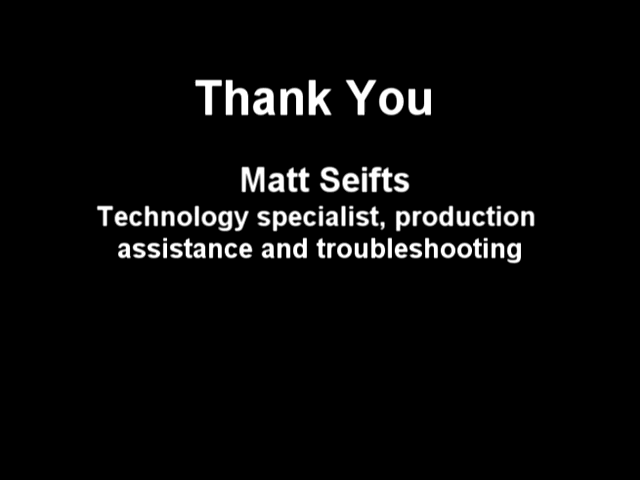 Thank You
Matt Seifts
Technology specialist, production
assistance and troubleshooting